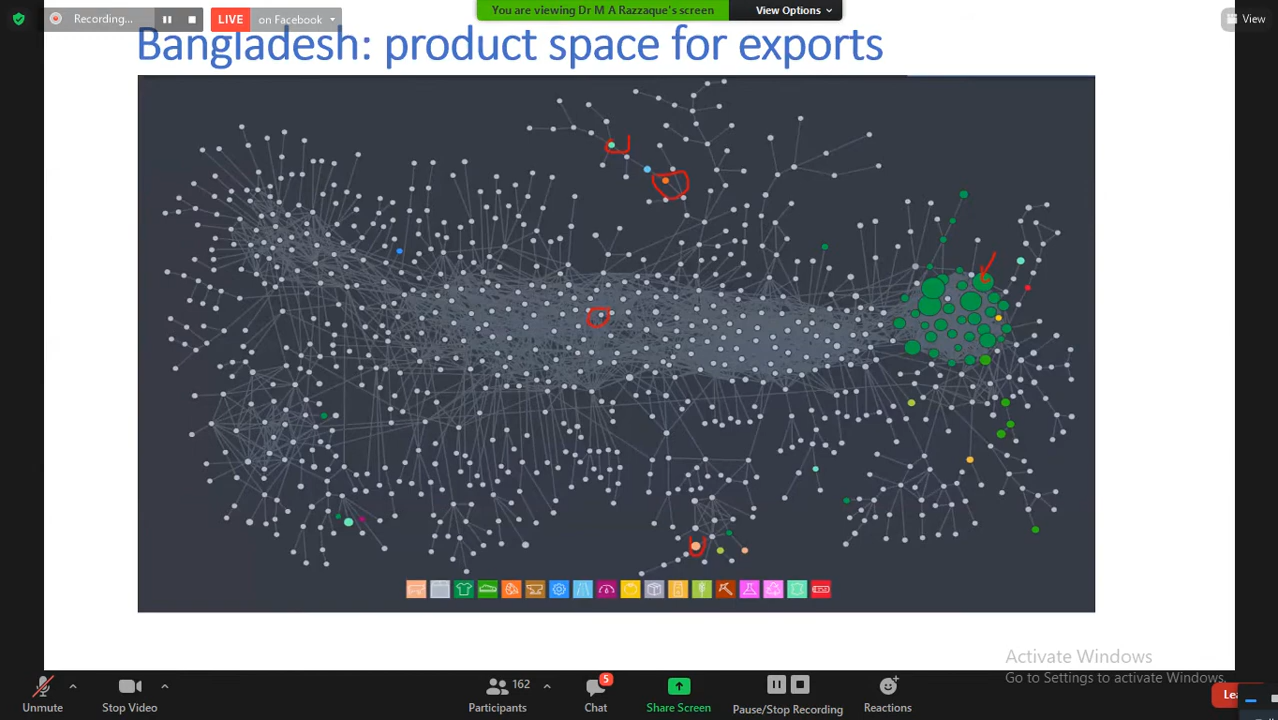 Recording...
LIVE on Facebook
You are viewing Dr M A Razzaque's screen
View Options
View
Bangladesh: product space for exports
Activate Windows
Go to Settings to activate Windows.
Unmute
Stop Video
162
Participants
5
Chat
Share Screen
Pause/Stop Recording
Reactions
Lea